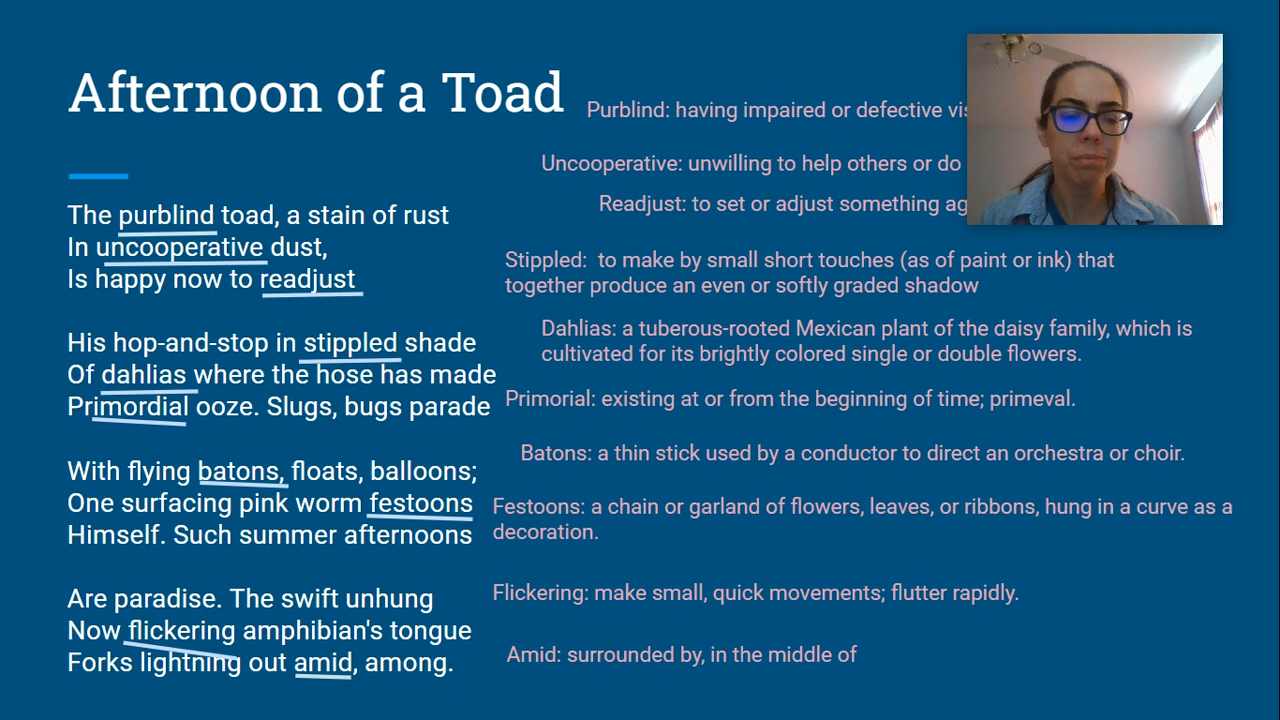 Afternoon of a Toad
The purblind toad, a stain of rust
In uncooperative dust,
Is happy now to readjust
His hop-and-stop in stippled shade
Of dahlias where the hose has made
Primordial ooze. Slugs, bugs parade
With flying batons, floats, balloons;
One surfacing pink worm festoons
Himself. Such summer afternoons
Are paradise. The swift unhung
Now flickering amphibian's tongue
Forks lightning out amid, among.
Purblind: having impaired or defective
Uncooperative: unwilling to help others or do
Readjust: to set or adjust something
Stippled: to make by small short touches (as of paint or ink) that
together produce an even or softly graded shadow
Dahlias: a tuberous-rooted Mexican plant of the daisy family, which is
cultivated for its brightly colored single or double flowers.
Primorial: existing at or from the beginning of time; primeval.
Batons: a thin stick used by a conductor to direct an orchestra or choir.
Festoons: a chain or garland of flowers, leaves, or ribbons, hung in a curve as a
decoration.
Flickering: make small, quick movements; flutter rapidly.
Amid: surrounded by, in the middle of